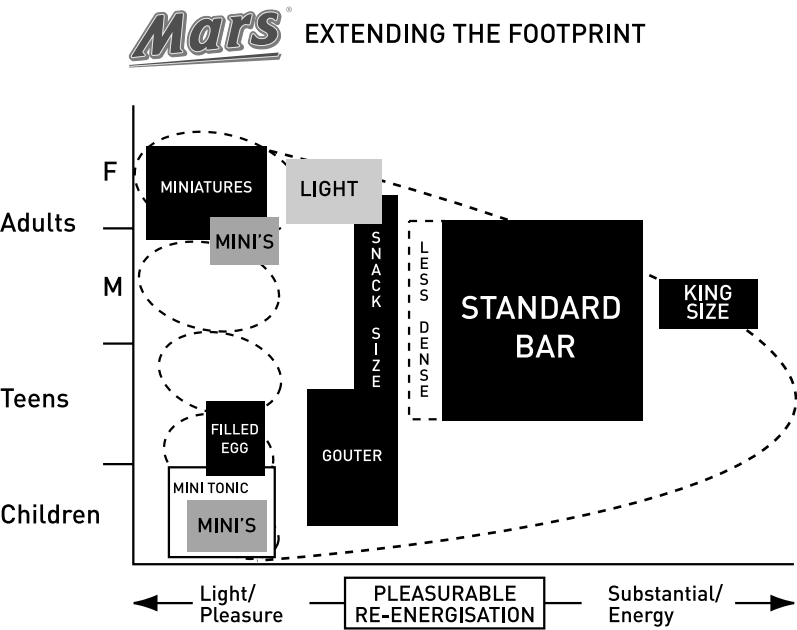 Mars® EXTENDING THE FOOTPRINT
F
Adults
M
Teens
Children
MINIATURES
MINI'S
LIGHT
SNACK SIZE
LESS DENSE
STANDARD
BAR
KING
SIZE
FILLED
EGG
GOUTER
MINI TONIC
MINI'S
Light/
Pleasure
PLEASURABLE
RE-ENERGISATION
Substantial/
Energy